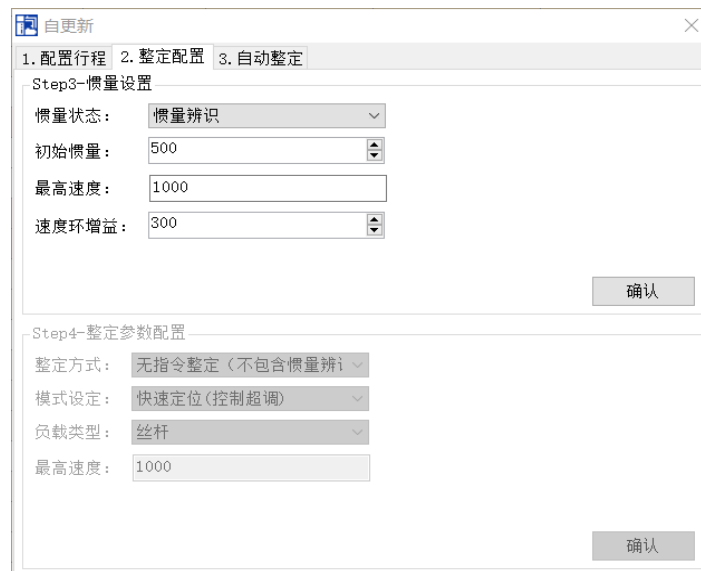 自更新
1.配置行程 2.整定配置 3.自动整定
Step3-惯量设置
惯量状态： 惯量辨识
初始惯量： 500
最高速度： 1000
速度环增益： 300
确认
Step4-整定参数配置
整定方式： 无指令整定（不包含惯量辨
模式设定： 快速定位(控制超调)
负载类型： 丝杆
最高速度： 1000
确认